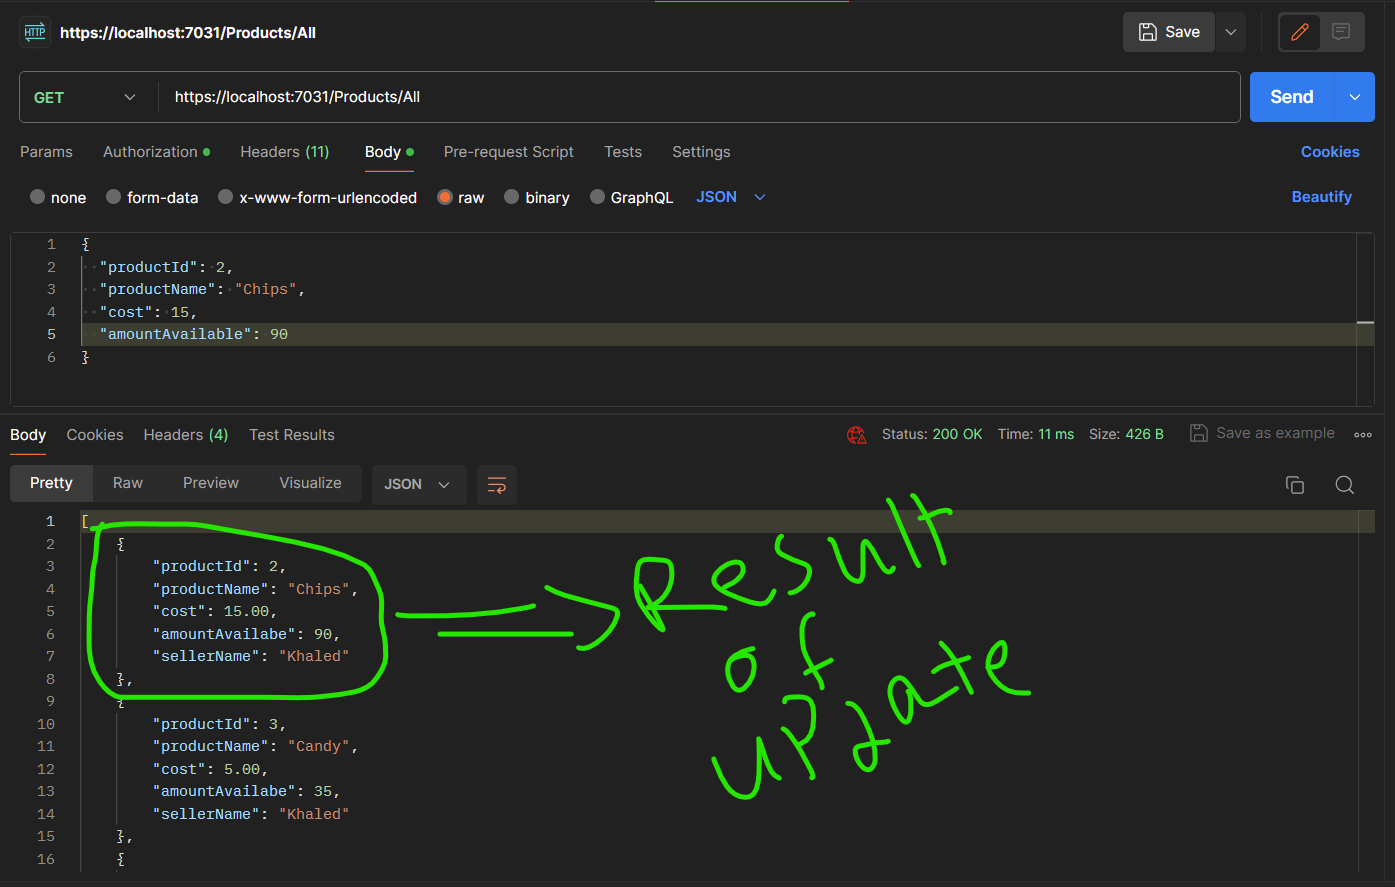 HTTP https://localhost:7031/Products/All Save
GET https://localhost:7031/Products/All Send
Params Authorization Headers (11) Body Pre-request Script Tests Settings Cookies
none form-data x-www-form-urlencoded raw binary GraphQL JSON Beautify
1 {
2 "productId": 2,
3 "productName": "Chips",
4 "cost": 15,
5 "amountAvailable": 90
6 }
Body Cookies Headers (4) Test Results Status: 200 OK Time: 11 ms Size: 426 B Save as example
Pretty Raw Preview Visualize JSON
1 [
2 {
3 "productId": 2,
4 "productName": "Chips",
5 "cost": 15.00,
6 "amountAvailabe": 90,
7 "sellerName": "Khaled"
8 },
9 {
10 "productId": 3,
11 "productName": "Candy",
12 "cost": 5.00,
13 "amountAvailabe": 35,
14 "sellerName": "Khaled"
15 },
16 {
Result
of
update